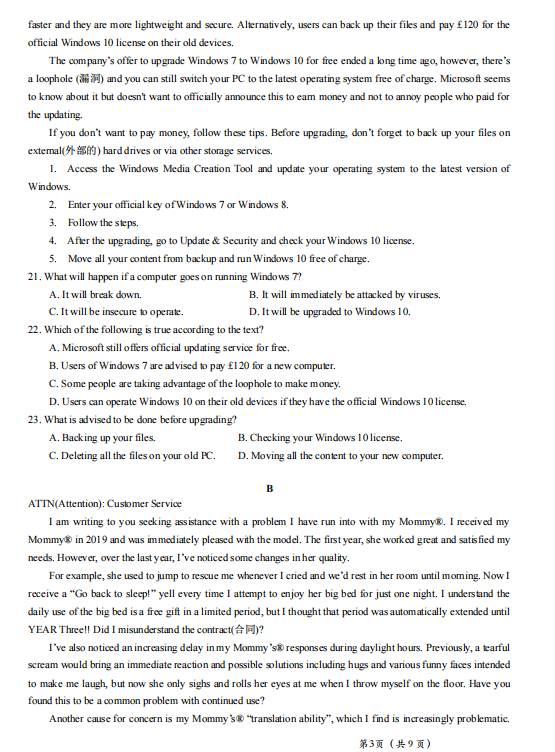 faster and they are more lightweight and secure. Alternatively, users can back up their files and pay £120 for the
official Windows 10 license on their old devices.
The company's offer to upgrade Windows 7 to Windows 10 for free ended a long time ago, however, there's
a loophole (漏洞) and you can still switch your PC to the latest operating system free of charge. Microsoft seems
to know about it but doesn't want to officially announce this to earn money and not to annoy people who paid for
the updating.
If you don't want to pay money, follow these tips. Before upgrading, don't forget to back up your files on
external(外部的) hard drives or via other storage services.
1. Access the Windows Media Creation Tool and update your operating system to the latest version of
Windows.
2. Enter your official key of Windows 7 or Windows 8.
3. Follow the steps.
4. After the upgrading, go to Update & Security and check your Windows 10 license.
5. Move all your content from backup and run Windows 10 free of charge.
21. What will happen if a computer goes on running Windows 7?
A. It will break down. B. It will immediately be attacked by viruses.
C. It will be insecure to operate. D. It will be upgraded to Windows 10.
22. Which of the following is true according to the text?
A. Microsoft still offers official updating service for free.
B. Users of Windows 7 are advised to pay £120 for a new computer.
C. Some people are taking advantage of the loophole to make money.
D. Users can operate Windows 10 on their old devices if they have the official Windows 10 license.
23. What is advised to be done before upgrading?
A. Backing up your files. B. Checking your Windows 10 license.
C. Deleting all the files on your old PC. D. Moving all the content to your new computer.
B
ATTN(Attention): Customer Service
I am writing to you seeking assistance with a problem I have run into with my Mommy®. I received my
Mommy® in 2019 and was immediately pleased with the model. The first year, she worked great and satisfied my
needs. However, over the last year, I've noticed some changes in her quality.
For example, she used to jump to rescue me whenever I cried and we'd rest in her room until morning. Now I
receive a "Go back to sleep!" yell every time I attempt to enjoy her big bed for just one night. I understand the
daily use of the big bed is a free gift in a limited period, but I thought that period was automatically extended until
YEAR Three!! Did I misunderstand the contract(合同)?
I've also noticed an increasing delay in my Mommy's® responses during daylight hours. Previously, a tearful
scream would bring an immediate reaction and possible solutions including hugs and various funny faces intended
to make me laugh, but now she only sighs and rolls her eyes at me when I throw myself on the floor. Have you
found this to be a common problem with continued use?
Another cause for concern is my Mommy's® "translation ability", which I find is increasingly problematic.
第3页（共9页）